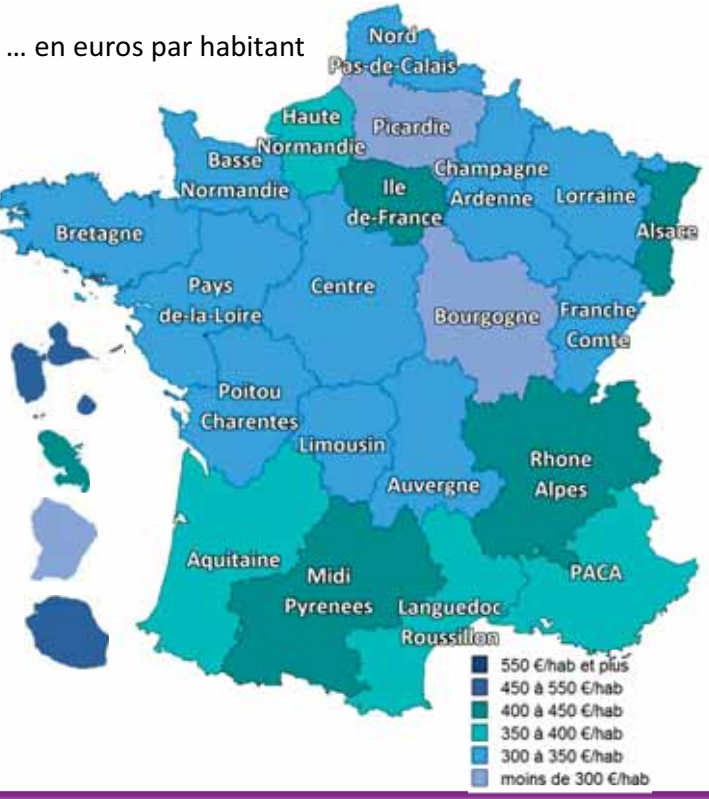 ... en euros par habitant
Nord
Pas-de-Calais
Haute
Normandie
Picardie
Basse
Normandie
Ile
de-France
Champagne
Ardenne
Lorraine
Alsace
Bretagne
Pays
de-la-Loire
Centre
Bourgogne
Franche
Comte
Poitou
Charentes
Limousin
Auvergne
Rhone
Alpes
Aquitaine
Midi
Pyrenees
Languedoc
Roussillon
PACA
550 €/hab et plus
450 à 550 €/hab
400 à 450 €/hab
350 à 400 €/hab
300 à 350 €/hab
moins de 300 €/hab